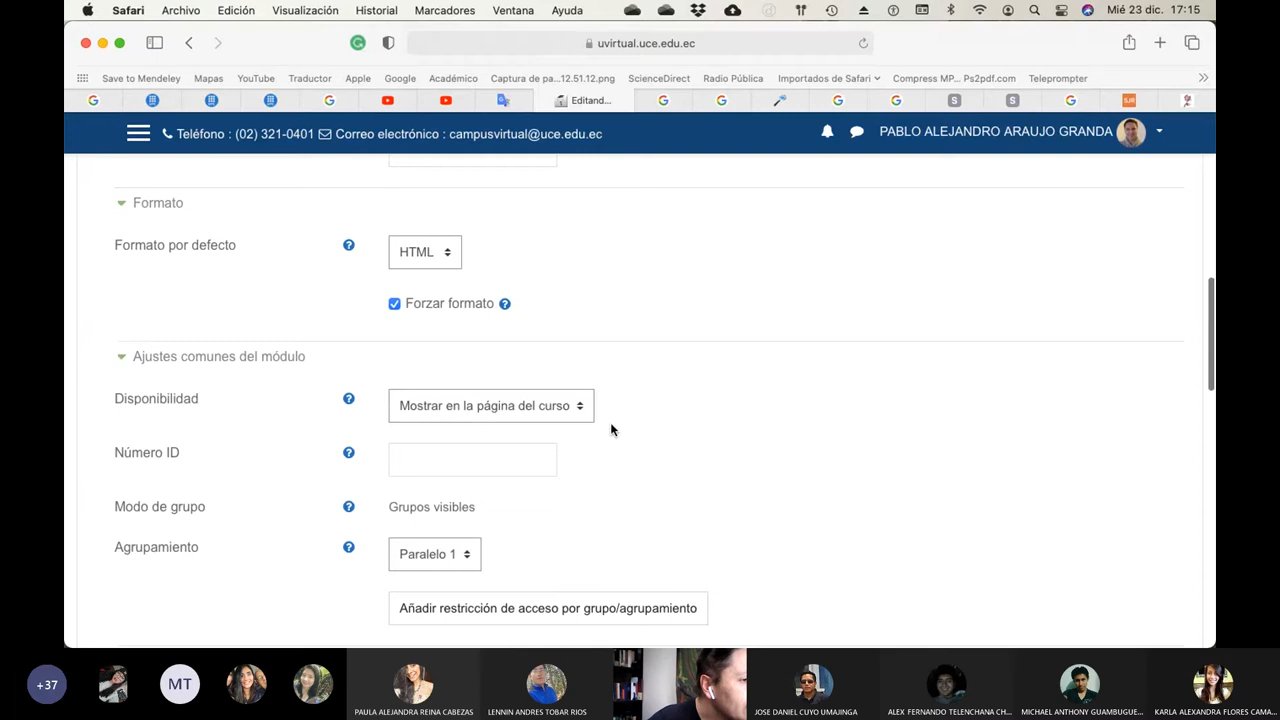 Safari Archivo Edición Visualización Historial Marcadores Ventana Ayuda Mié 23 dic. 17:15
uvirtual.uce.edu.ec
Save to Mendeley Mapas YouTube Traductor Apple Google Académico Captura de pa...12.51.12.png ScienceDirect Radio Pública Importados de Safari Compress MP... Ps2pdf.com Teleprompter
Editand...
Teléfono : (02) 321-0401 Correo electrónico : campusvirtual@uce.edu.ec PABLO ALEJANDRO ARAUJO GRANDA
Formato
Formato por defecto HTML
Forzar formato
Ajustes comunes del módulo
Disponibilidad Mostrar en la página del curso
Número ID
Modo de grupo Grupos visibles
Agrupamiento Paralelo 1
Añadir restricción de acceso por grupo/agrupamiento
+37 MT
PAULA ALEJANDRA REINA CABEZAS LENNIN ANDRES TOBAR RIOS JOSE DANIEL CUYO UMAJINGA ALEX FERNANDO TELENCHANA CH... MICHAEL ANTHONY GUAMBUGUE... KARLA ALEXANDRA FLORES CAMA...